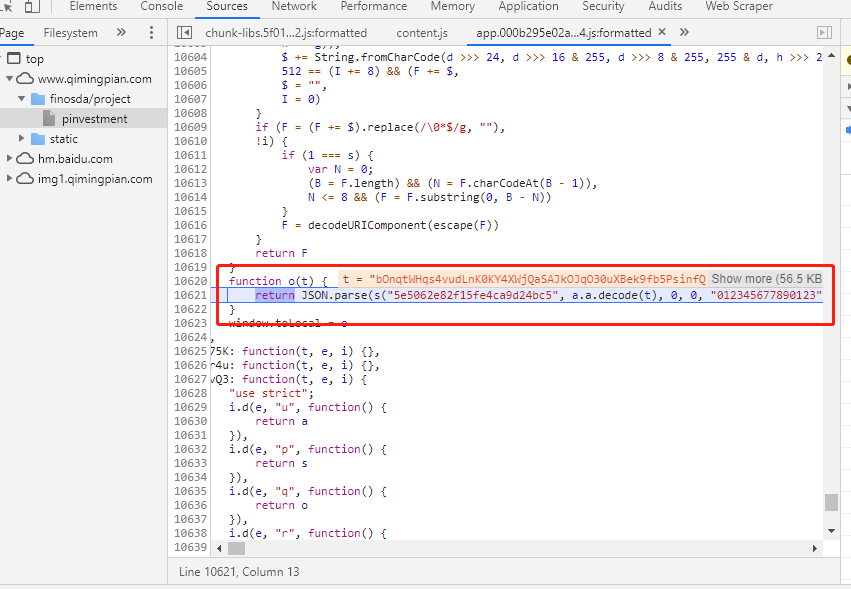 Elements Console Sources Network Performance Memory Application Security Audits Web Scraper
Page Filesystem » chunk-libs.5f01...2.js:formatted content.js app.000b295e02a...4.js:formatted × »
top
www.qimingpian.com
finosda/project
pinvestment
static
hm.baidu.com
img1.qimingpian.com
10604 $ += String.fromCharCode(d >>> 24, d >>> 16 & 255, d >>> 8 & 255, 255 & d, h >>> 2
10605 512 == (I += 8) && (F += $,
10606 $ = "",
10607 I = 0)
10608 }
10609 if (F = (F += $).replace(/\0*$/g, ""),
10610 !i) {
10611 if (1 === s) {
10612 var N = 0;
10613 (B = F.length) && (N = F.charCodeAt(B - 1)),
10614 N <= 8 && (F = F.substring(0, B - N))
10615 }
10616 F = decodeURIComponent(escape(F))
10617 }
10618 return F
10619 }
10620 function o(t) { t = "bOnqtWHqs4vudLnK0KY4XWjQaSAJkOJqO30uXBek9fb5PsinfQ Show more (56.5 KB
10621 return JSON.parse(s("5e5062e82f15fe4ca9d24bc5", a.a.decode(t), 0, 0, "012345677890123"
10622 }
10623 window.toLocal = o
10624 ,
10625 75K: function(t, e, i) {},
10626 r4u: function(t, e, i) {},
10627 vQ3: function(t, e, i) {
10628 "use strict";
10629 i.d(e, "u", function() {
10630 return a
10631 }),
10632 i.d(e, "p", function() {
10633 return s
10634 }),
10635 i.d(e, "q", function() {
10636 return o
10637 }),
10638 i.d(e, "r", function() {
10639
Line 10621, Column 13